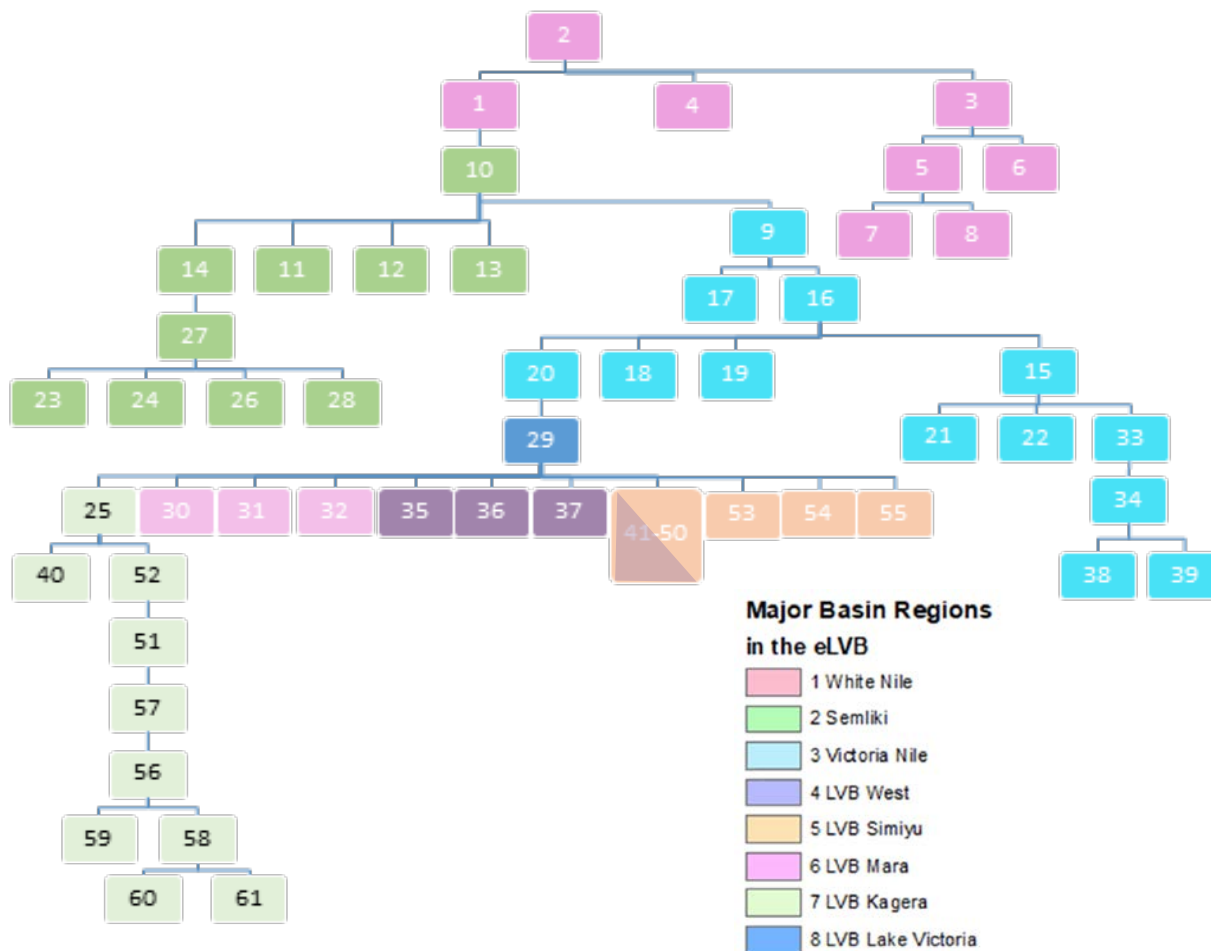 2
1 4 3
10 5 6
9 7 8
14 11 12 13
17 16
27
20 18 19 15
23 24 26 28
29 21 22 33
25 30 31 32 35 36 37 41-50 53 54 55
34
40 52
38 39
51
57
56
59 58
60 61
Major Basin Regions
in the eLVB
1 White Nile
2 Semliki
3 Victoria Nile
4 LVB West
5 LVB Simiyu
6 LVB Mara
7 LVB Kagera
8 LVB Lake Victoria